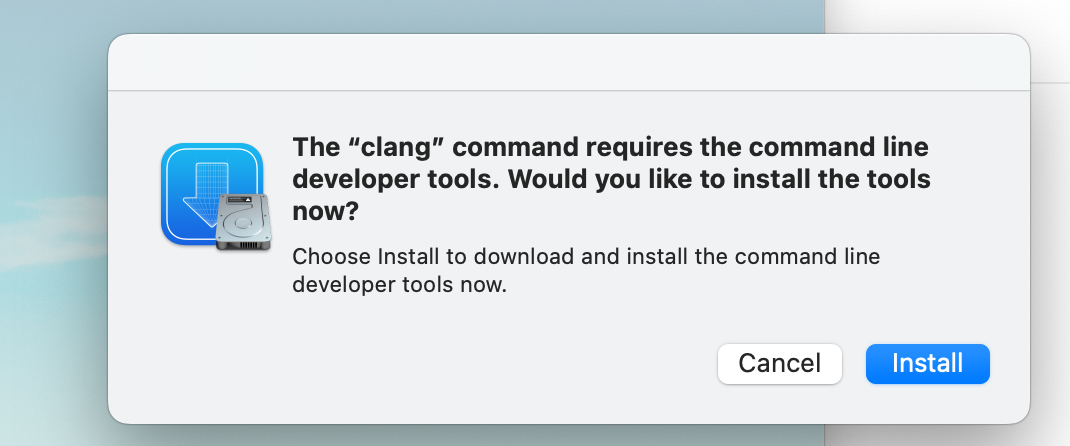 The “clang” command requires the command line
developer tools. Would you like to install the tools
now?
Choose Install to download and install the command line
developer tools now.
Cancel
Install